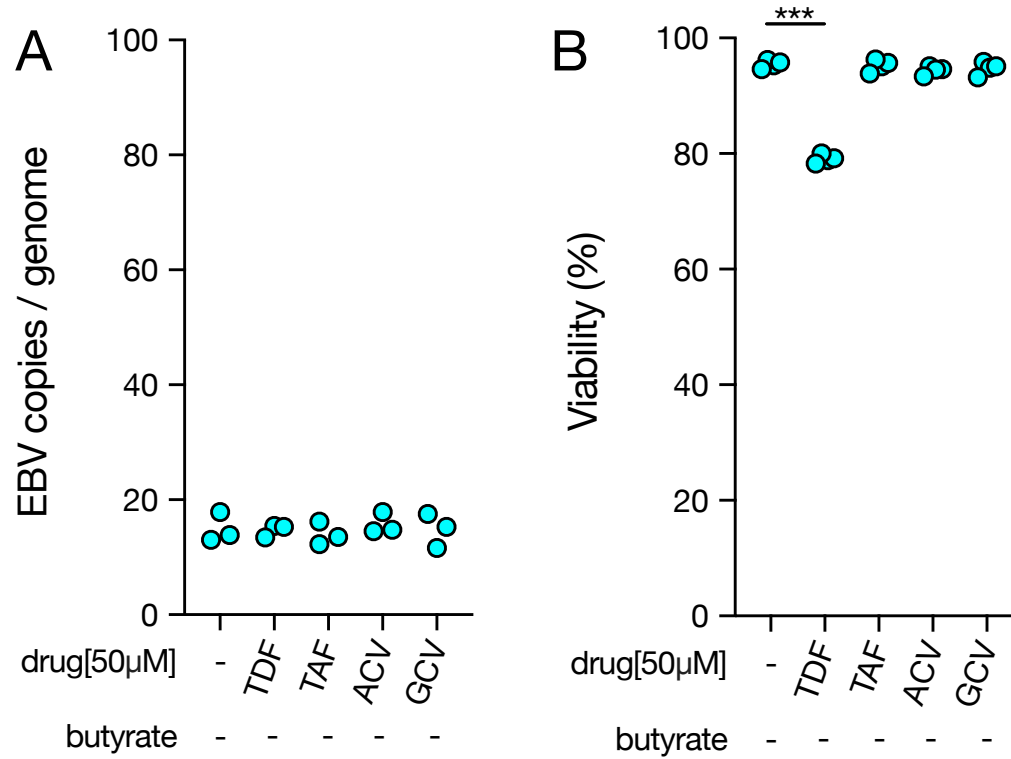 A
EBV copies / genome
100
80
60
40
20
0
drug[50µM] - TDF TAF ACV GCV
butyrate - - - - -
B
Viability (%)
***
100
80
60
40
20
0
drug[50µM] - TDF TAF ACV GCV
butyrate - - - - -